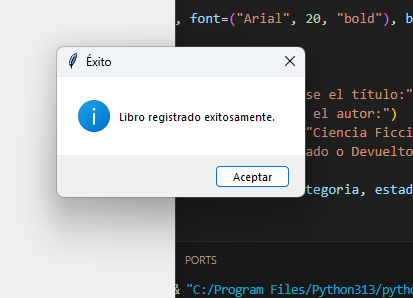 , font=("Arial", 20, "bold"), b
Éxito
se el título:"
el autor:")
Libro registrado exitosamente.
"Ciencia Ficci
ado o Devuelto
Aceptar
tegoria, estad
PORTS
& "C:/Program Files/Python313/pyth